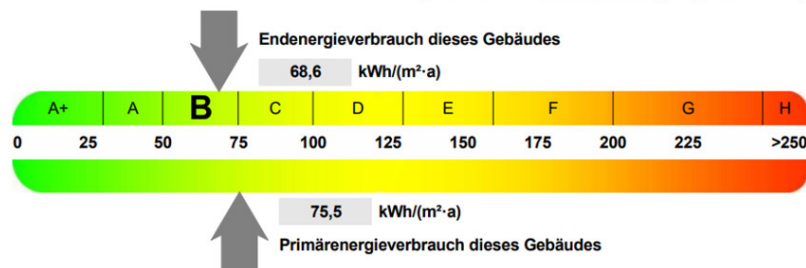 Endenergieverbrauch dieses Gebäudes
68,6 kWh/(m²·a)
A+ A B C D E F G H
0 25 50 75 100 125 150 175 200 225 >250
75,5 kWh/(m²·a)
Primärenergieverbrauch dieses Gebäudes